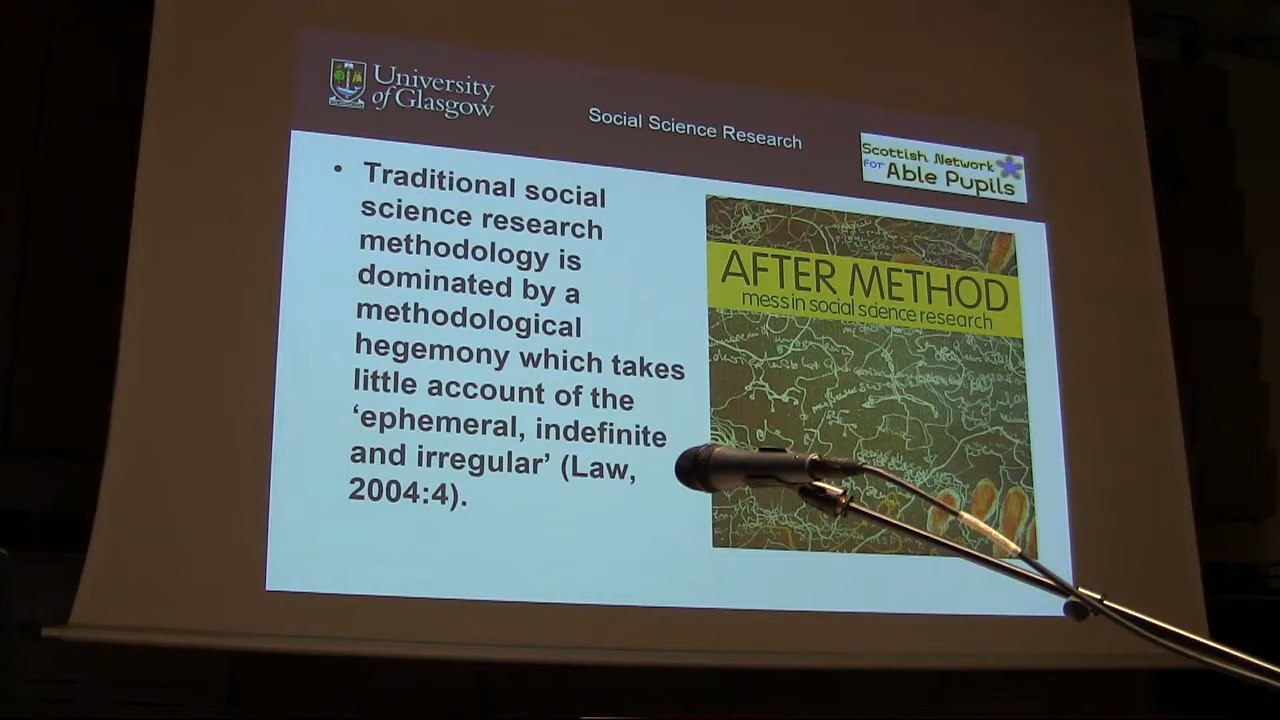 University
of Glasgow
Social Science Research
Scottish Network
for Able Pupils
• Traditional social
science research
methodology is
dominated by a
methodological
hegemony which takes
little account of the
‘ephemeral, indefinite
and irregular’ (Law,
2004:4).
AFTER METHOD
mess in social science research